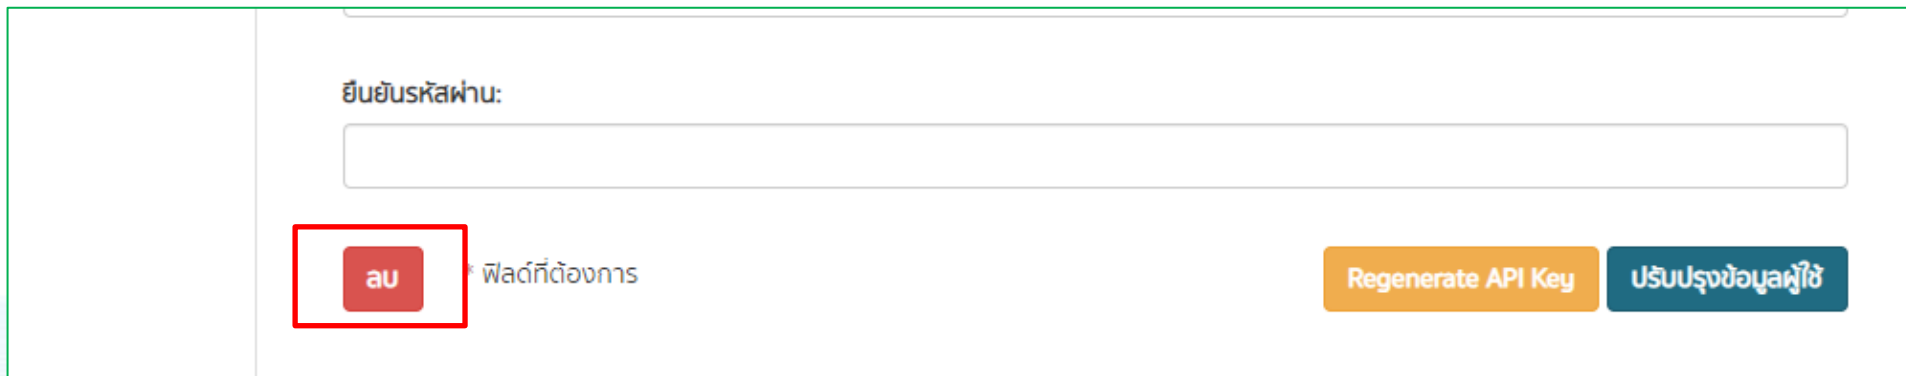 ยืนยันรหัสผ่าน:
ลบ * ฟิลด์ที่ต้องการ Regenerate API Key ปรับปรุงข้อมูลผู้ใช้